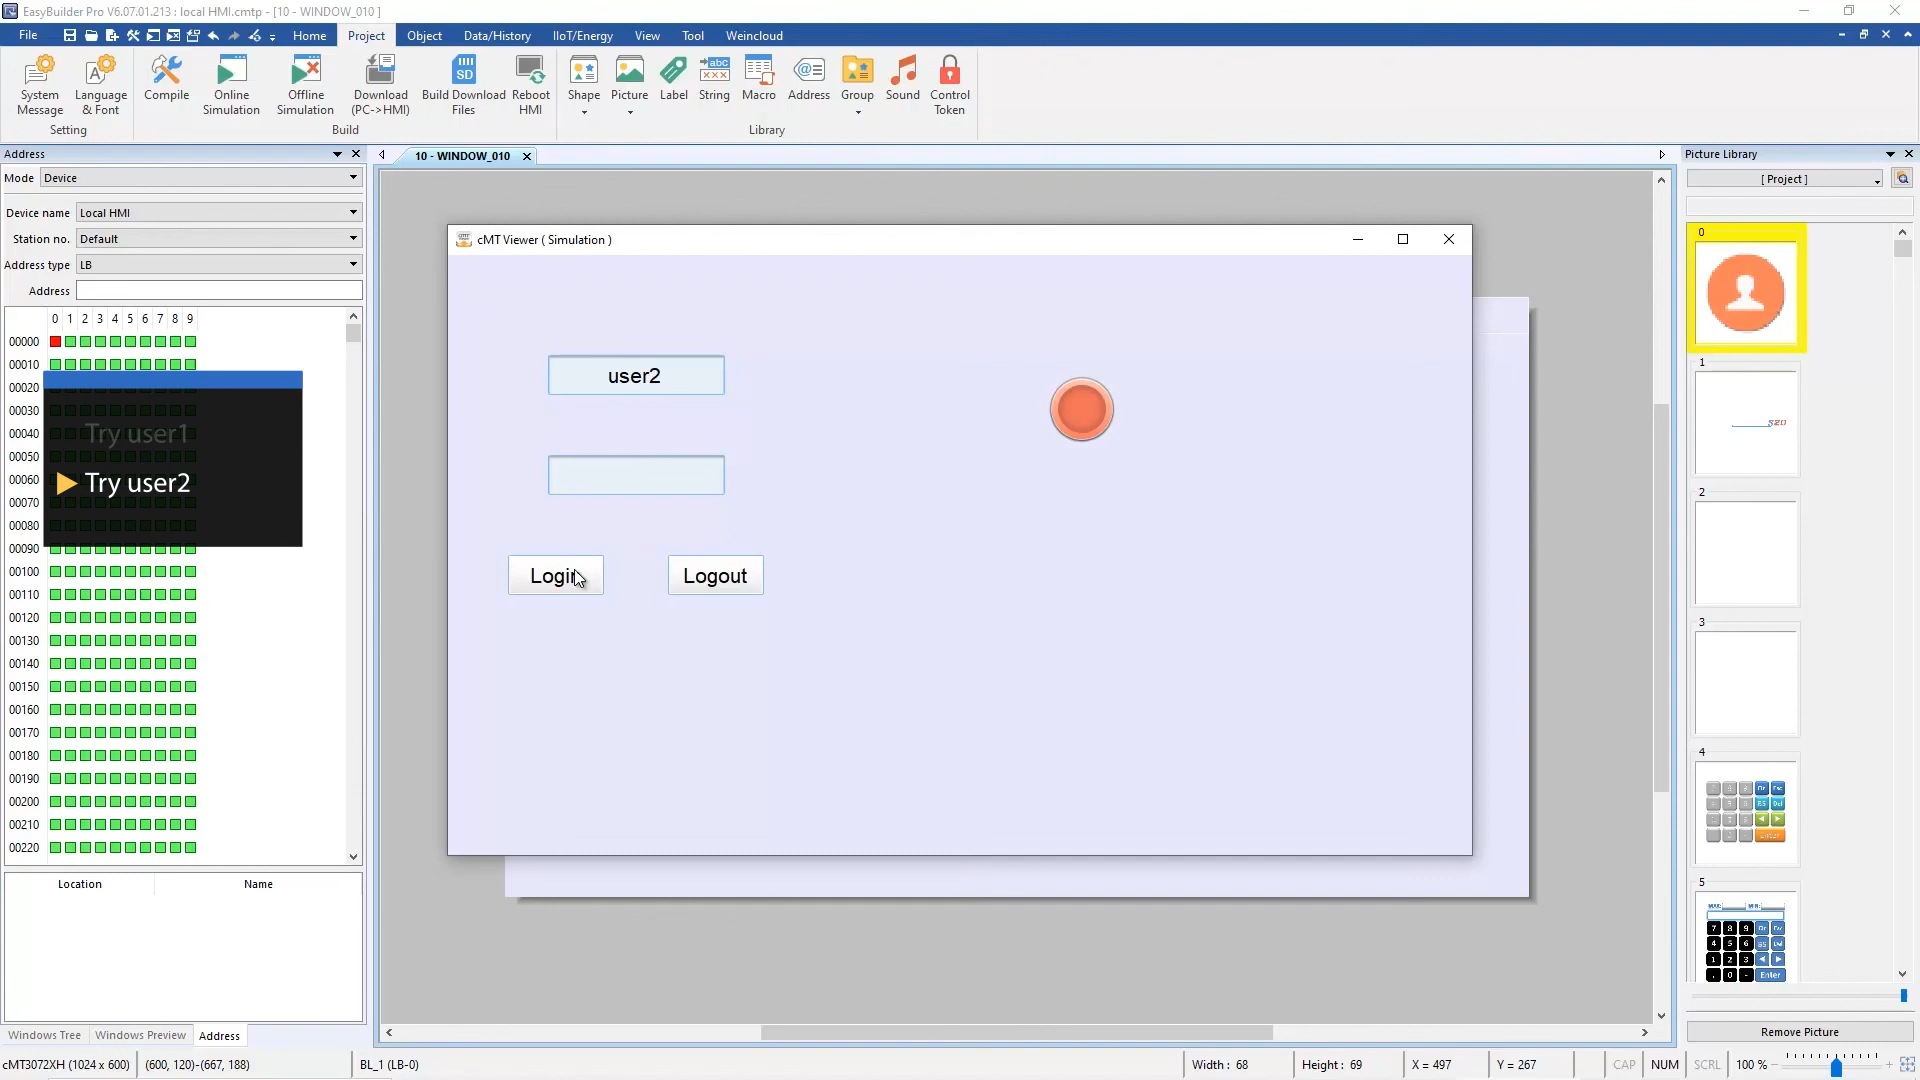 EasyBuilder Pro V6.07.01.213 : local HMI.cmtp - [10 - WINDOW_010 ]
File Home Project Object Data/History IIoT/Energy View Tool Weincloud
System Message
Language & Font
Compile
Online Simulation
Offline Simulation
Download (PC->HMI)
Build Download Files
Reboot HMI
Shape
Picture
Label
abc
xxx
String
Macro
Address
Group
Sound
Control Token
SD
Setting
Build
Library
Address
10 - WINDOW_010
Picture Library
Mode Device
[ Project ]
Device name Local HMI
Station no. Default
Address type LB
Address
0 1 2 3 4 5 6 7 8 9
00000
00010
00020
00030
00040
00050
00060
00070
00080
00090
00100
00110
00120
00130
00140
00150
00160
00170
00180
00190
00200
00210
00220
Try user1
Try user2
cMT Viewer ( Simulation )
user2
Login
Logout
0
1
2
3
4
5
Enter
Location Name
Windows Tree Windows Preview Address
Remove Picture
cMT3072XH (1024 x 600) (600, 120)-(667, 188) BL_1 (LB-0) Width : 68 Height : 69 X = 497 Y = 267 CAP NUM SCRL 100 %